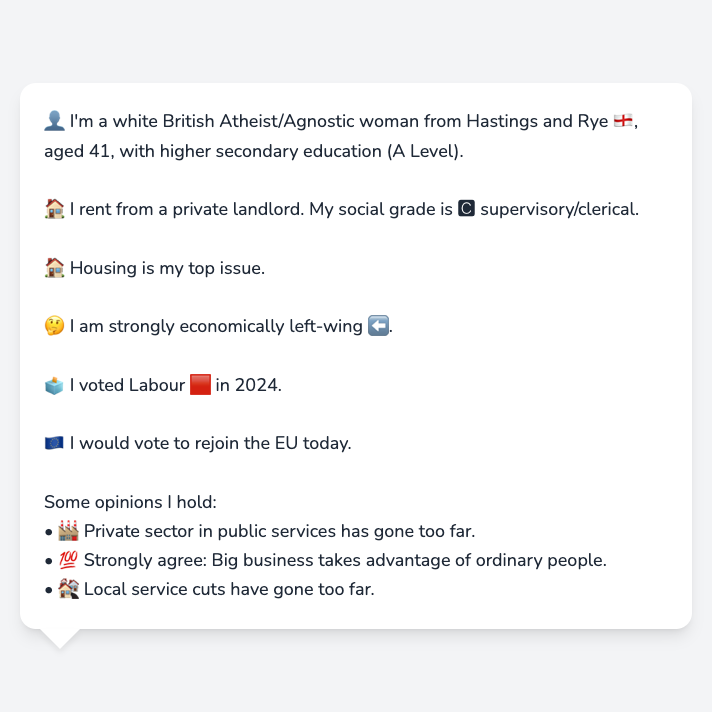 👤 I'm a white British Atheist/Agnostic woman from Hastings and Rye 🏴󠁧󠁢󠁥󠁮󠁧󠁿,
aged 41, with higher secondary education (A Level).
🏠 I rent from a private landlord. My social grade is 🅲 supervisory/clerical.
🏠 Housing is my top issue.
🤔 I am strongly economically left-wing ⬅️.
🗳️ I voted Labour 🟥 in 2024.
🇪🇺 I would vote to rejoin the EU today.
Some opinions I hold:
• 🏭 Private sector in public services has gone too far.
• 💯 Strongly agree: Big business takes advantage of ordinary people.
• 🏘️ Local service cuts have gone too far.